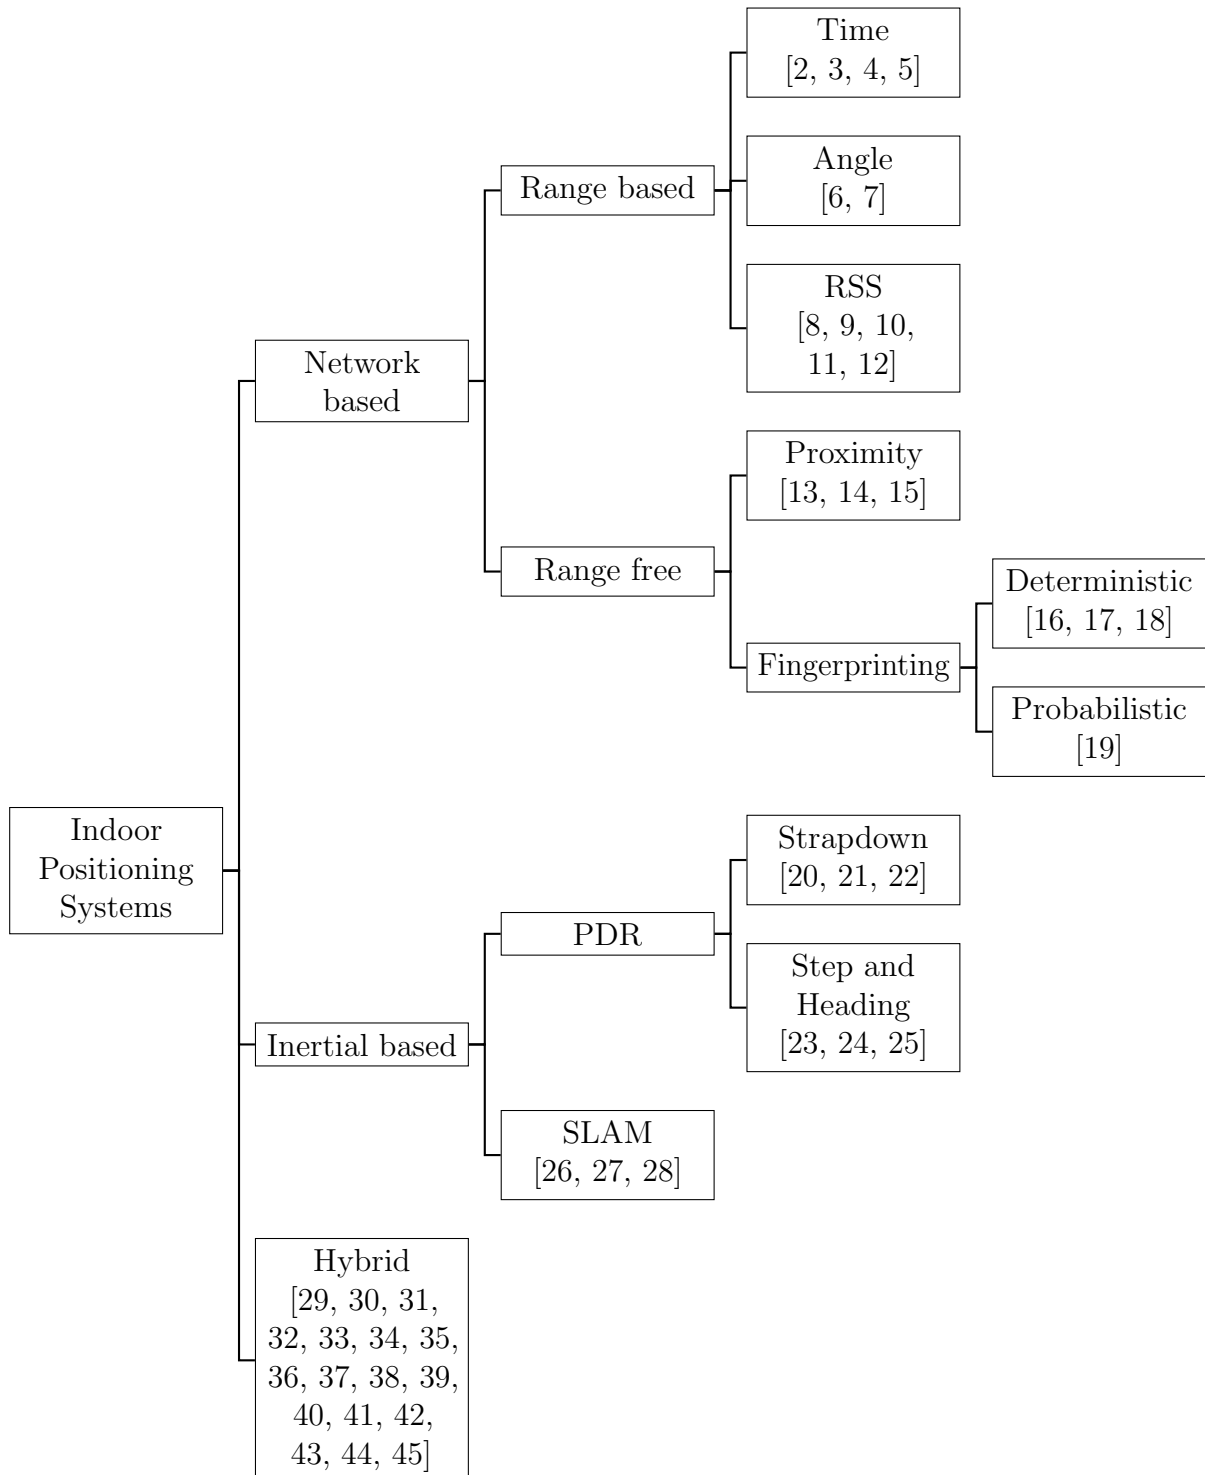 Time
[2, 3, 4, 5]
Angle
[6, 7]
Range based
RSS
[8, 9, 10,
11, 12]
Network
based
Proximity
[13, 14, 15]
Range free
Deterministic
[16, 17, 18]
Fingerprinting
Probabilistic
[19]
Indoor
Positioning
Systems
Strapdown
[20, 21, 22]
PDR
Step and
Heading
[23, 24, 25]
Inertial based
SLAM
[26, 27, 28]
Hybrid
[29, 30, 31,
32, 33, 34, 35,
36, 37, 38, 39,
40, 41, 42,
43, 44, 45]